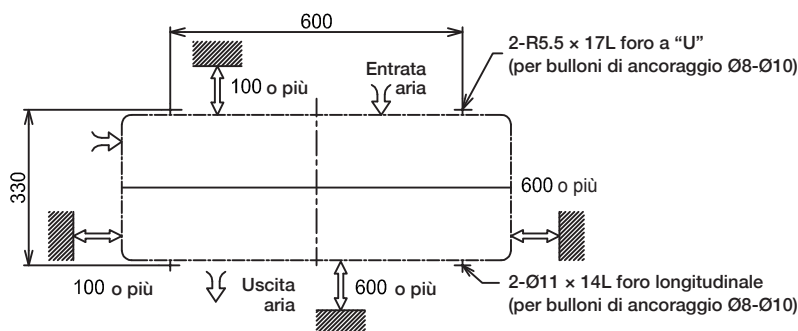 600
2-R5.5 × 17L foro a “U”
(per bulloni di ancoraggio Ø8-Ø10)
Entrata
aria
100 o più
330
600 o più
100 o più
Uscita
aria
600 o più
2-Ø11 × 14L foro longitudinale
(per bulloni di ancoraggio Ø8-Ø10)